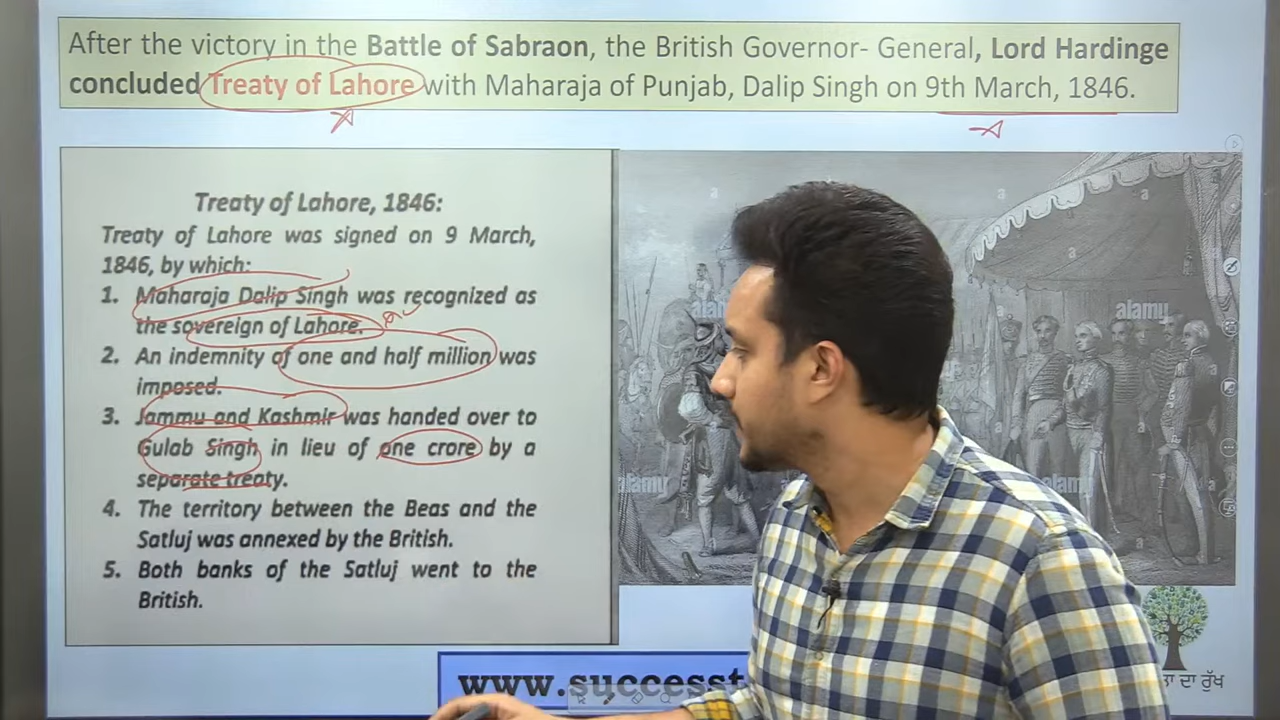 After the victory in the Battle of Sabraon, the British Governor- General, Lord Hardinge
concluded Treaty of Lahore with Maharaja of Punjab, Dalip Singh on 9th March, 1846.
Treaty of Lahore, 1846:
Treaty of Lahore was signed on 9 March,
1846, by which:
1. Maharaja Dalip Singh was recognized as
the sovereign of Lahore.
2. An indemnity of one and half million was
imposed.
3. Jammu and Kashmir was handed over to
Gulab Singh in lieu of one crore by a
separate treaty.
4. The territory between the Beas and the
Satluj was annexed by the British.
5. Both banks of the Satluj went to the
British.
alamy
alamy
alamy
www.successt
ਦਾ ਰੁੱਖ